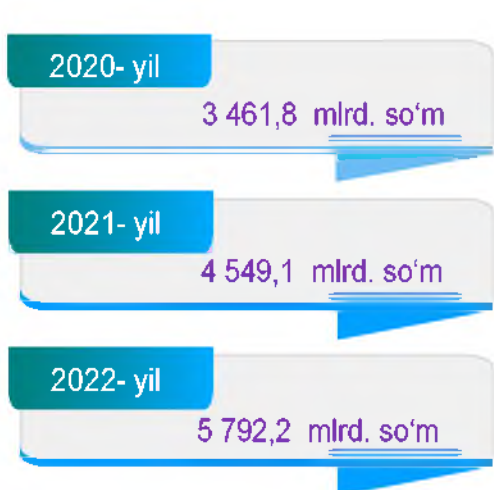 2020- yil
3 461,8 mlrd. so‘m
2021- yil
4 549,1 mlrd. so‘m
2022- yil
5 792,2 mlrd. so‘m